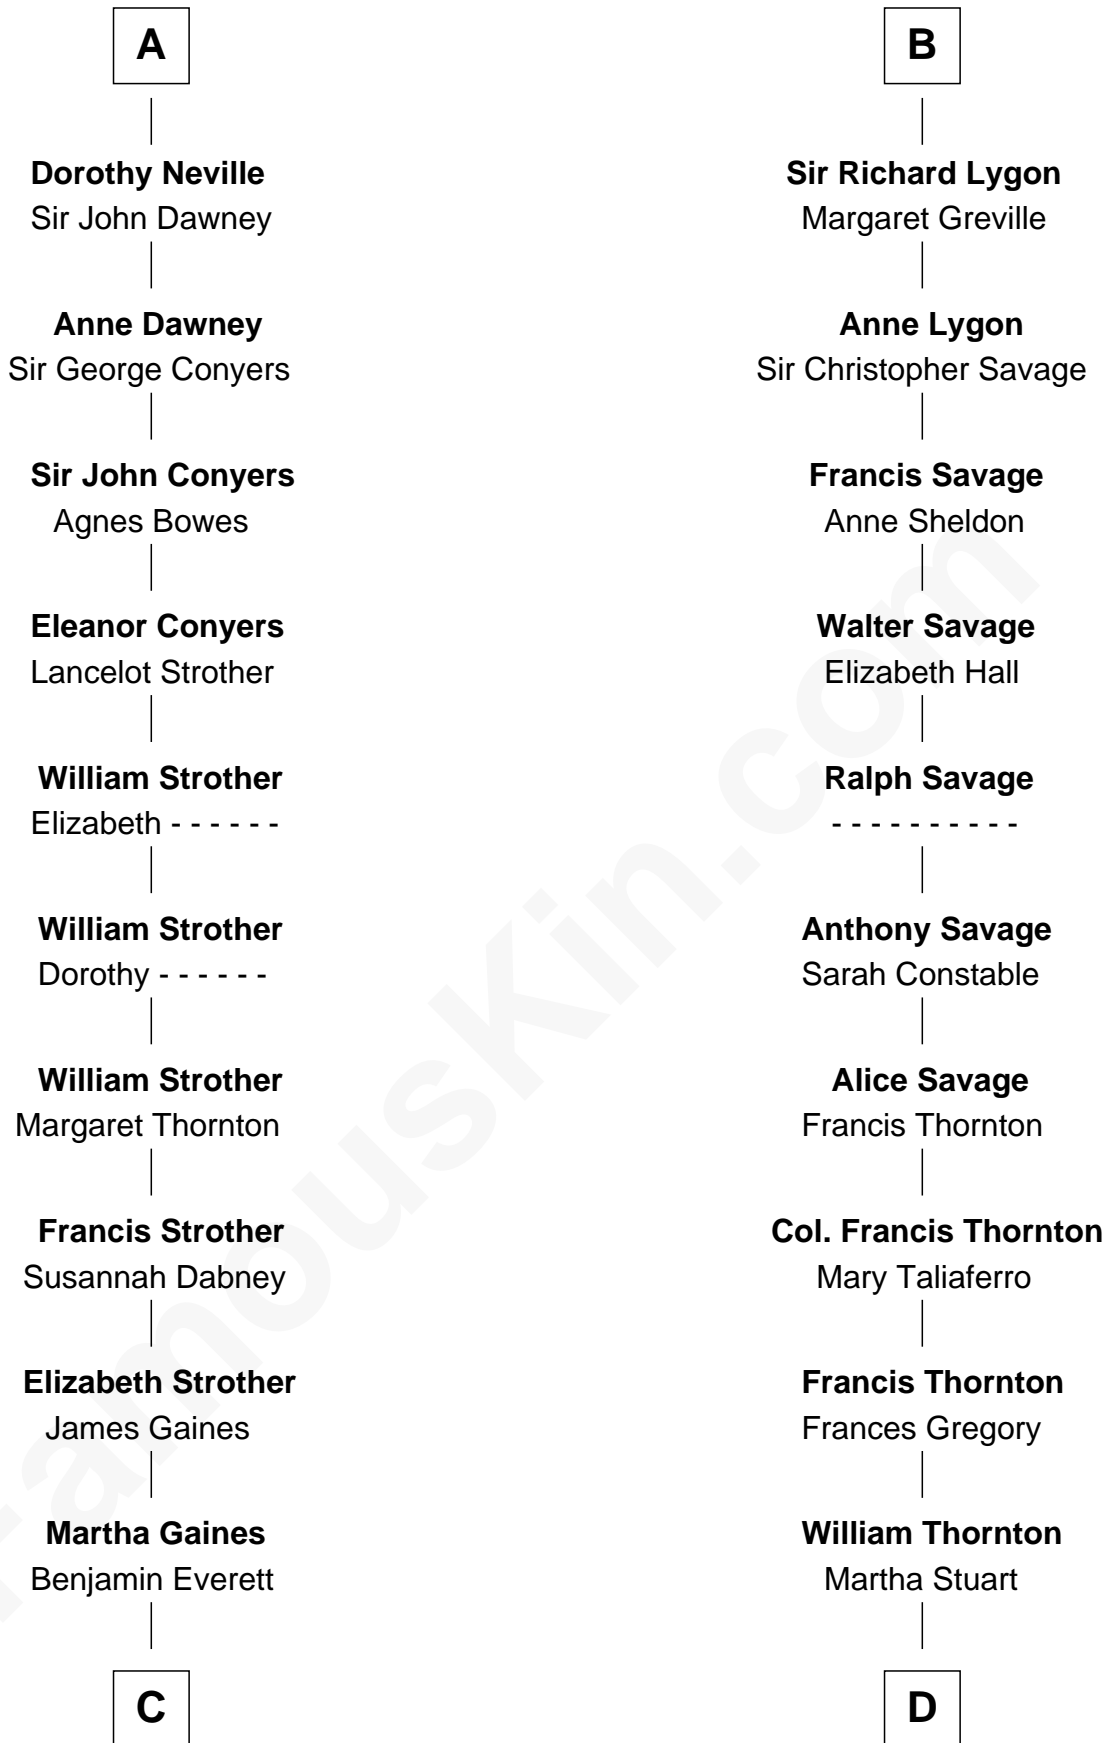 A
Dorothy Neville
Sir John Dawney
Anne Dawney
Sir George Conyers
Sir John Conyers
Agnes Bowes
Eleanor Conyers
Lancelot Strother
William Strother
Elizabeth - - - - - -
William Strother
Dorothy - - - - - -
William Strother
Margaret Thornton
Francis Strother
Susannah Dabney
Elizabeth Strother
James Gaines
Martha Gaines
Benjamin Everett
C
B
Sir Richard Lygon
Margaret Greville
Anne Lygon
Sir Christopher Savage
Francis Savage
Anne Sheldon
Walter Savage
Elizabeth Hall
Ralph Savage
- - - - - - - - - -
Anthony Savage
Sarah Constable
Alice Savage
Francis Thornton
Col. Francis Thornton
Mary Taliaferro
Francis Thornton
Frances Gregory
William Thornton
Martha Stuart
D
FamousKin.com